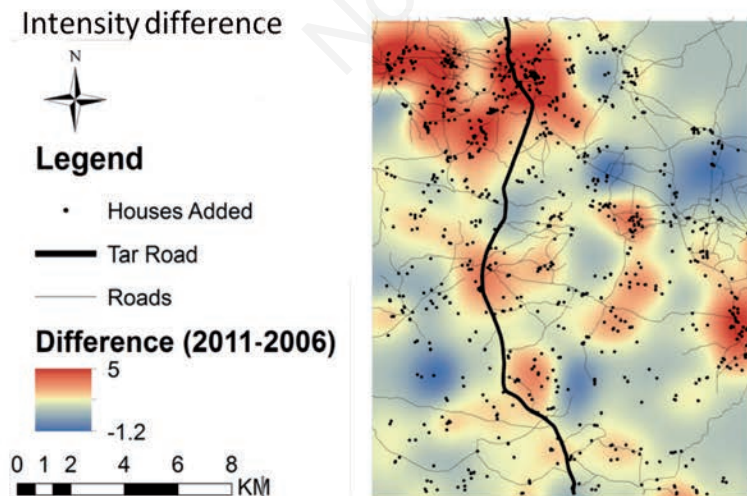 Intensity difference
N
Legend
Houses Added
Tar Road
Roads
Difference (2011-2006)
5
-1.2
0 1 2 4 6 8
KM